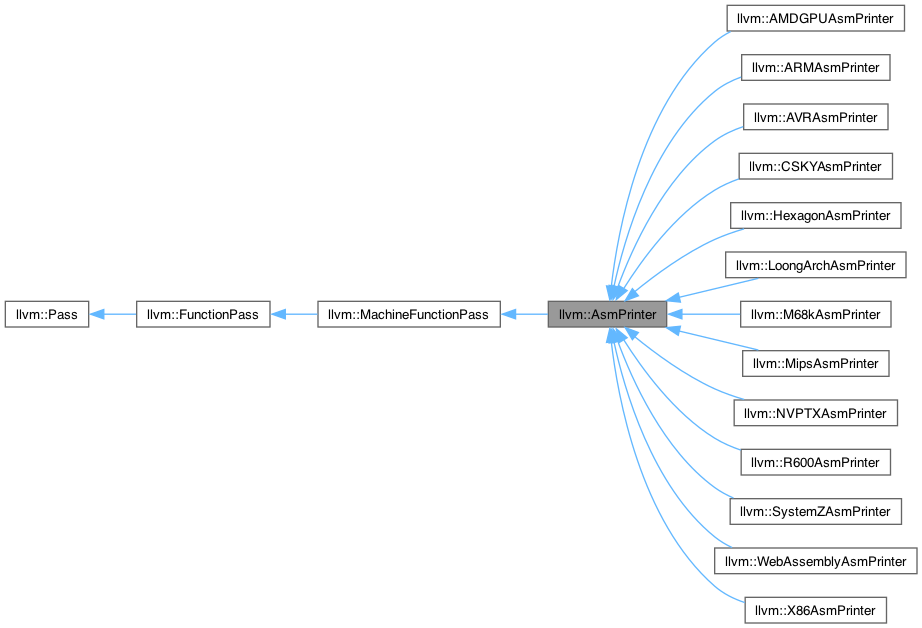 llvm::AMDGPUAsmPrinter
llvm::ARMAsmPrinter
llvm::AVRAsmPrinter
llvm::CSKYAsmPrinter
llvm::HexagonAsmPrinter
llvm::LoongArchAsmPrinter
llvm::Pass
llvm::FunctionPass
llvm::MachineFunctionPass
llvm::AsmPrinter
llvm::M68kAsmPrinter
llvm::MipsAsmPrinter
llvm::NVPTXAsmPrinter
llvm::R600AsmPrinter
llvm::SystemZAsmPrinter
llvm::WebAssemblyAsmPrinter
llvm::X86AsmPrinter